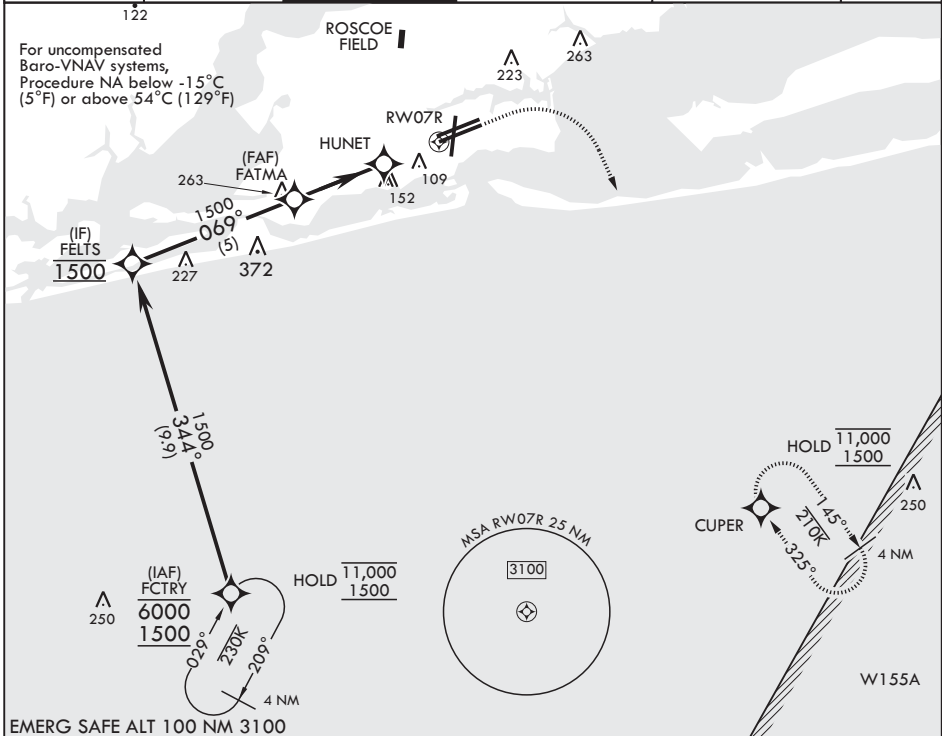 122
For uncompensated
Baro-VNAV systems,
Procedure NA below -15°C
(5°F) or above 54°C (129°F)
ROSCOE
FIELD
223
263
RW07R
HUNET
109
152
(FAF)
FATMA
263
1500
069°
(5)
(IF)
FELTS
1500
227
372
1500
344°
(9.9)
HOLD 11,000
1500
250
CUPER
145°
210K
325°
4 NM
MSA RW07R 25 NM
3100
(IAF)
FCTRY
6000
1500
HOLD 11,000
1500
250
029°
230K
209°
4 NM
W155A
EMERG SAFE ALT 100 NM 3100